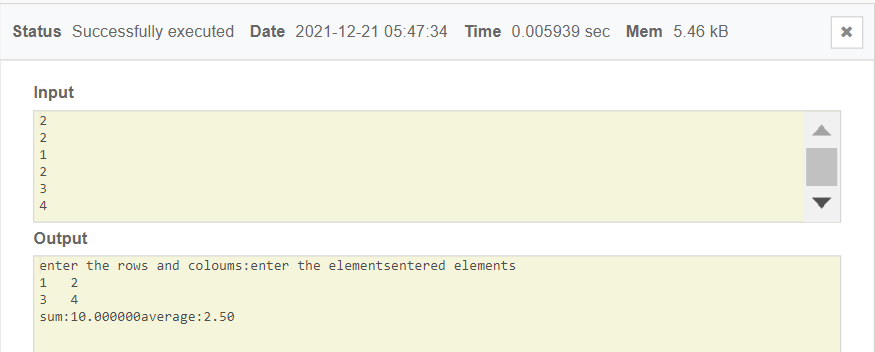 Status Successfully executed Date 2021-12-21 05:47:34 Time 0.005939 sec Mem 5.46 kB
Input
2
2
1
2
3
4
Output
enter the rows and coloums:enter the elementsentered elements
1 2
3 4
sum:10.000000average:2.50